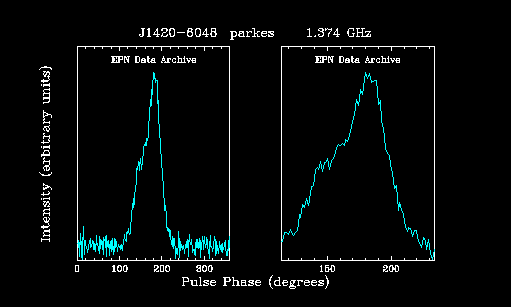 J1420-6048 parkes 1.374 GHz
EPN Data Archive EPN Data Archive
Intensity (arbitrary units)
0 100 200 300 150 200
Pulse Phase (degrees)